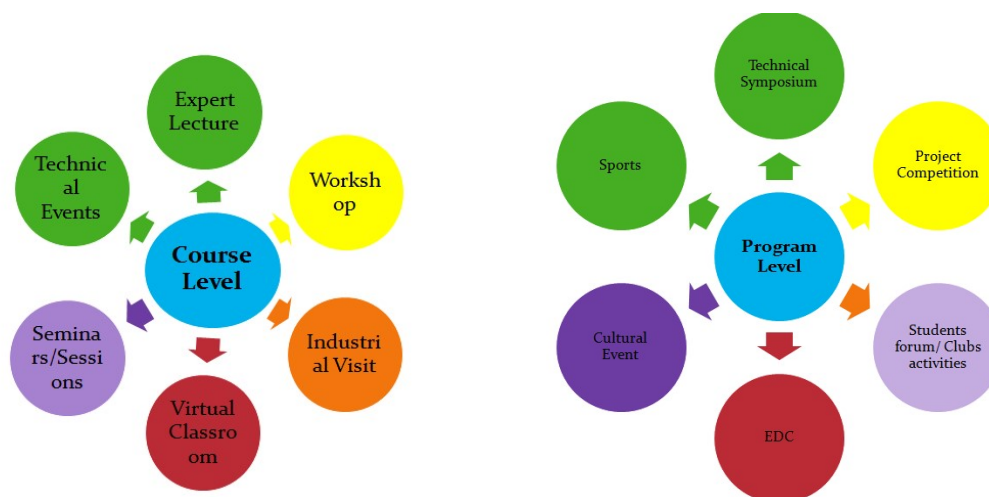 Expert
Lecture
Worksh
op
Industri
al Visit
Virtual
Classro
om
Semina
rs/Sessi
ons
Technic
al
Events
Course
Level
Technical
Symposium
Project
Competition
Students
forum/ Clubs
activities
EDC
Cultural
Event
Sports
Program
Level